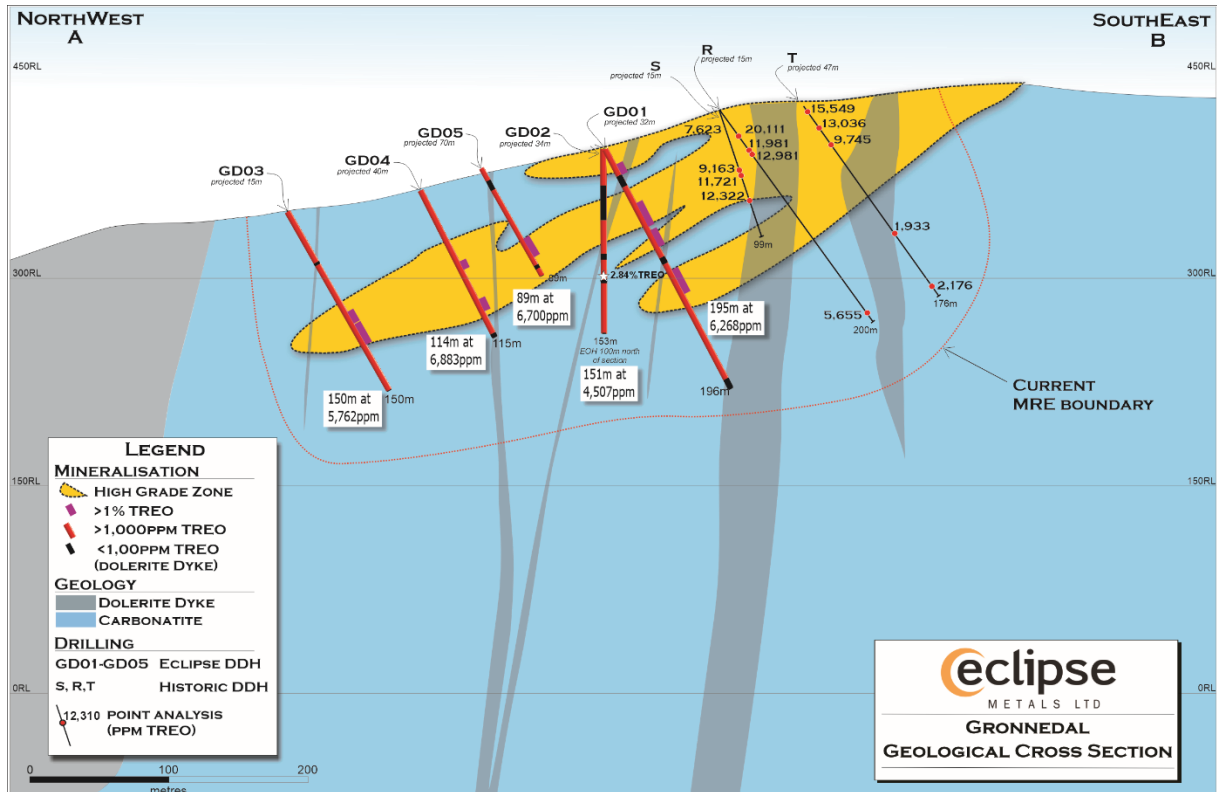 NORTHWEST
A
SOUTHEAST
B
450RL
450RL
R
projected 15m
S
projected 15m
T
projected 47m
GD01
projected 32m
GD02
projected 34m
GD05
projected 70m
GD04
projected 40m
GD03
projected 15m
7,623
20,111
11,981
12,981
9,163
11,721
12,322
99m
15,549
13,036
9,745
1,933
2,176
176m
5,655
200m
300RL
300RL
2.84%TREO
89m
89m at
6,700ppm
195m at
6,268ppm
114m at
6,883ppm
115m
153m
EOH 100m north
of section
151m at
4,507ppm
196m
150m at
5,762ppm
150m
CURRENT
MRE BOUNDARY
150RL
150RL
0RL
0RL
LEGEND
MINERALISATION
HIGH GRADE ZONE
>1% TREO
>1,000PPM TREO
<1,00PPM TREO
(DOLERITE DYKE)
GEOLOGY
DOLERITE DYKE
CARBONATITE
DRILLING
GD01-GD05 ECLIPSE DDH
S, R,T HISTORIC DDH
12,310 POINT ANALYSIS
(PPM TREO)
0 100 200
metres
eclipse
METALS LTD
GRONNEDAL
GEOLOGICAL CROSS SECTION